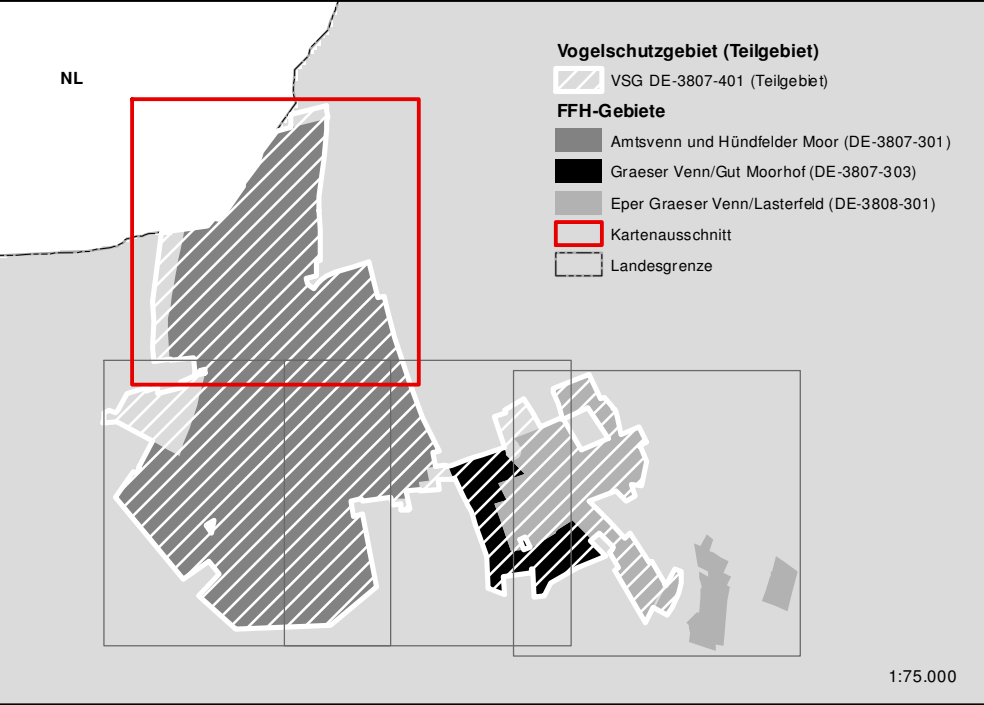 NL
Vogelschutzgebiet (Teilgebiet)
VSG DE-3807-401 (Teilgebiet)
FFH-Gebiete
Amtsvenn und Hündfelder Moor (DE-3807-301)
Graeser Venn/Gut Moorhof (DE-3807-303)
Eper Graeser Venn/Lasterfeld (DE-3808-301)
Kartenausschnitt
Landesgrenze
1:75.000